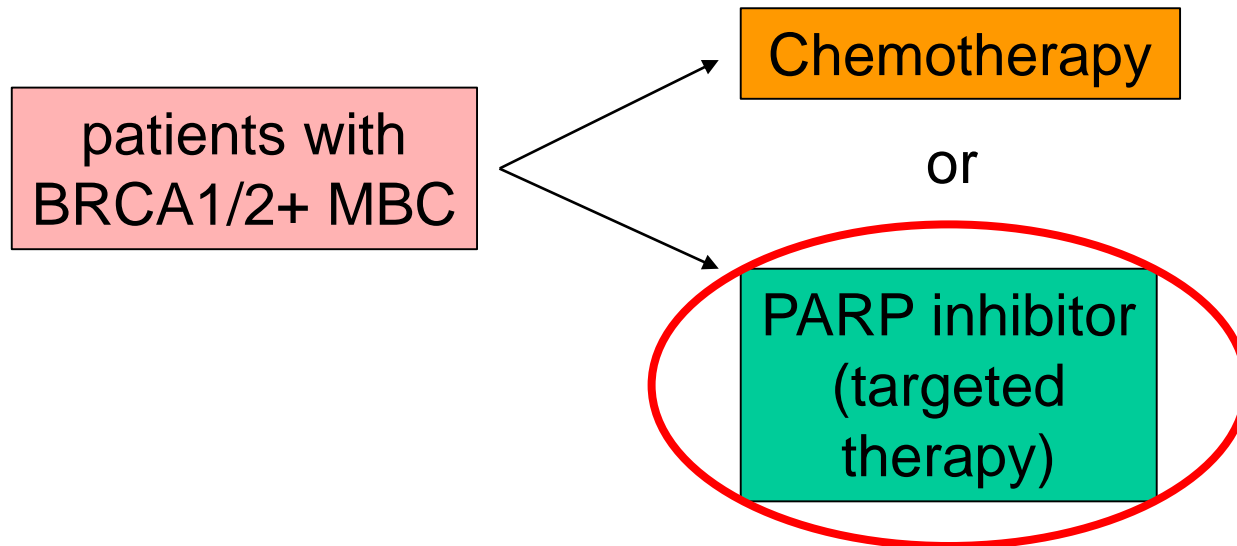 patients with
BRCA1/2+ MBC
Chemotherapy
or
PARP inhibitor
(targeted
therapy)